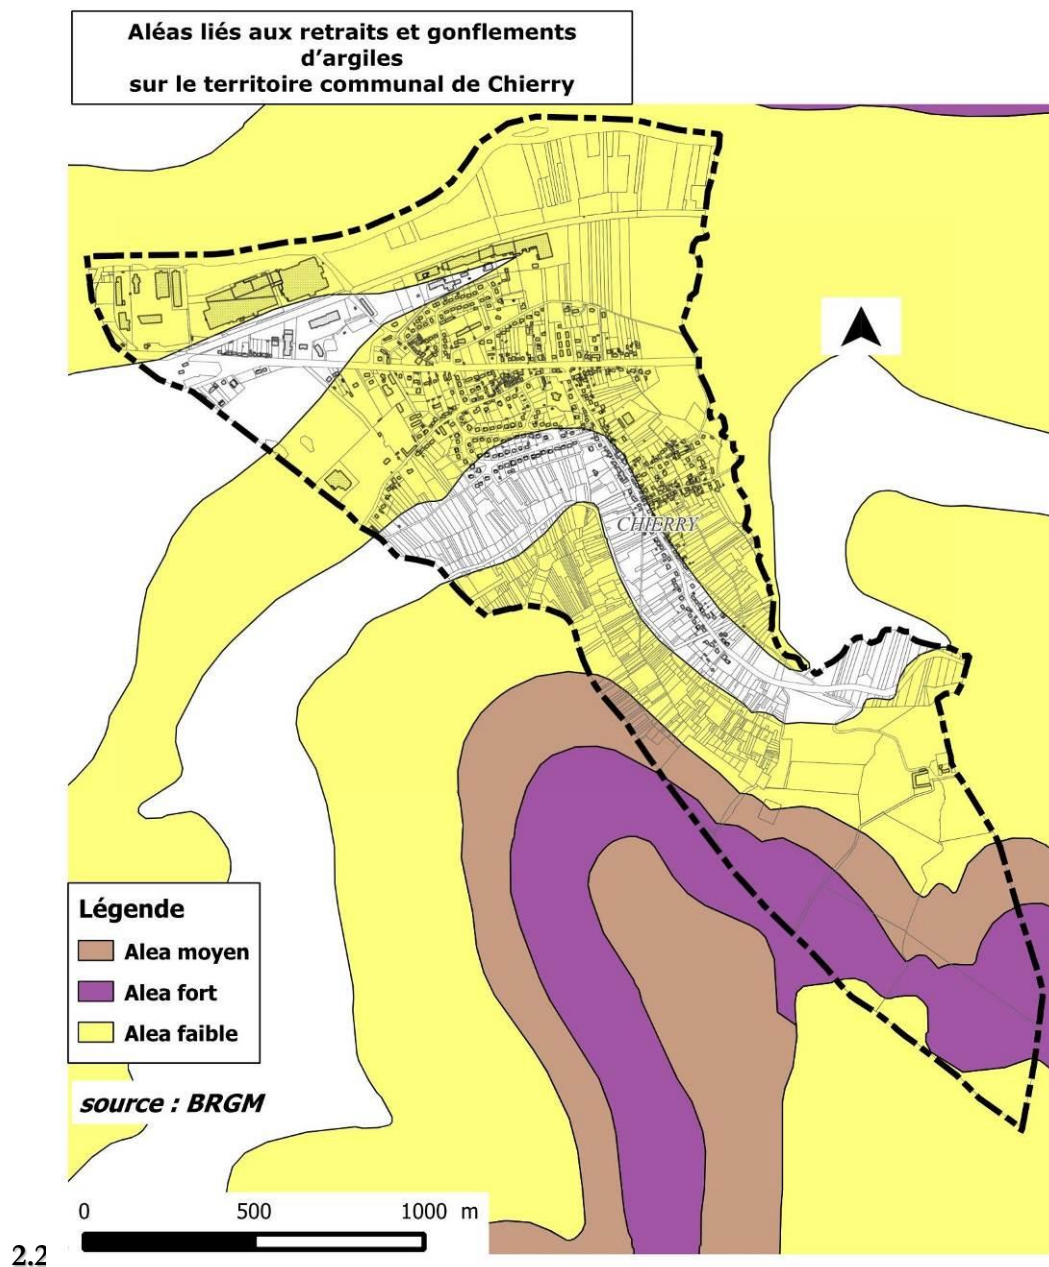 Aléas liés aux retraits et gonflements
d'argiles
sur le territoire communal de Chierry
CHIERRY
Légende
Alea moyen
Alea fort
Alea faible
source : BRGM
0 500 1000 m
2.2